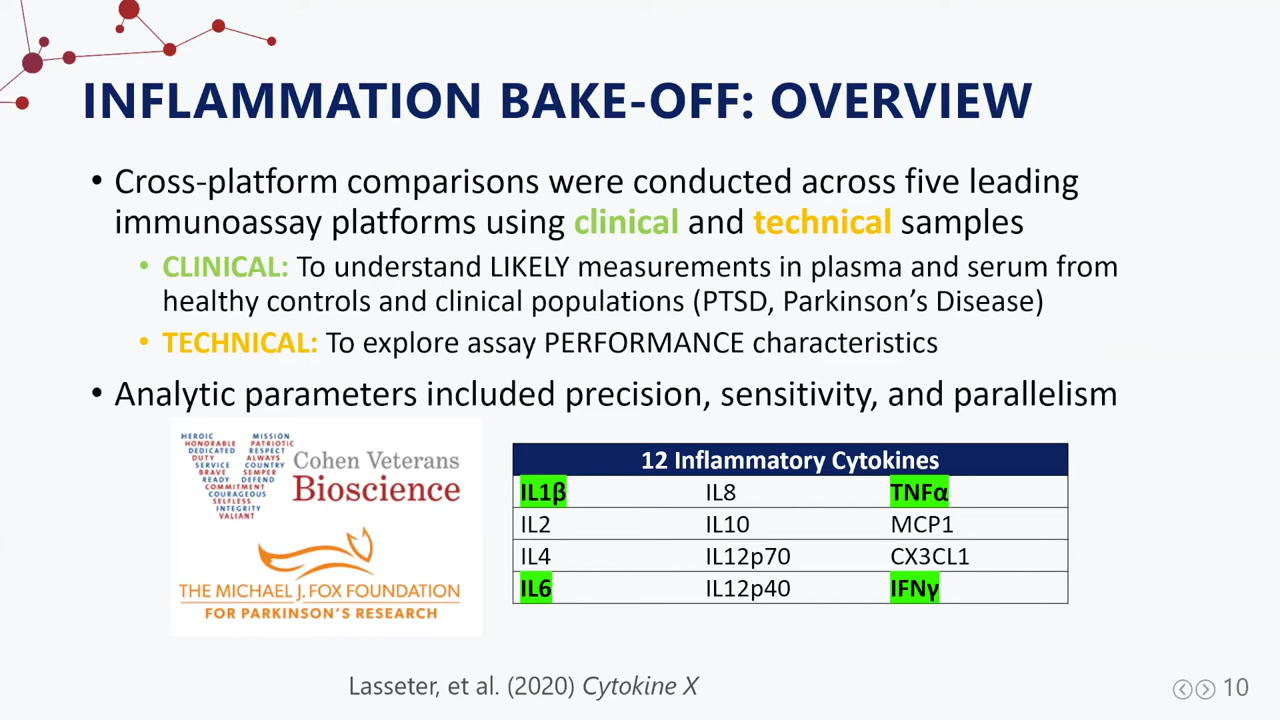 INFLAMMATION BAKE-OFF: OVERVIEW
• Cross-platform comparisons were conducted across five leading
immunoassay platforms using clinical and technical samples
• CLINICAL: To understand LIKELY measurements in plasma and serum from
healthy controls and clinical populations (PTSD, Parkinson's Disease)
• TECHNICAL: To explore assay PERFORMANCE characteristics
• Analytic parameters included precision, sensitivity, and parallelism
HEROIC MISSION
HONORABLE PATRIOTIC
DEDICATED RESPECT
DUTY ALWAYS
SERVICE COUNTRY
BRAVE SEMPER
READY DEFEND
COMMITMENT
COURAGEOUS
SELFLESS
INTEGRITY
VALIANT
Cohen Veterans
Bioscience
THE MICHAEL J. FOX FOUNDATION
FOR PARKINSON'S RESEARCH
12 Inflammatory Cytokines
IL1β IL8 TNFα
IL2 IL10 MCP1
IL4 IL12p70 CX3CL1
IL6 IL12p40 IFNγ
Lasseter, et al. (2020) Cytokine X
10